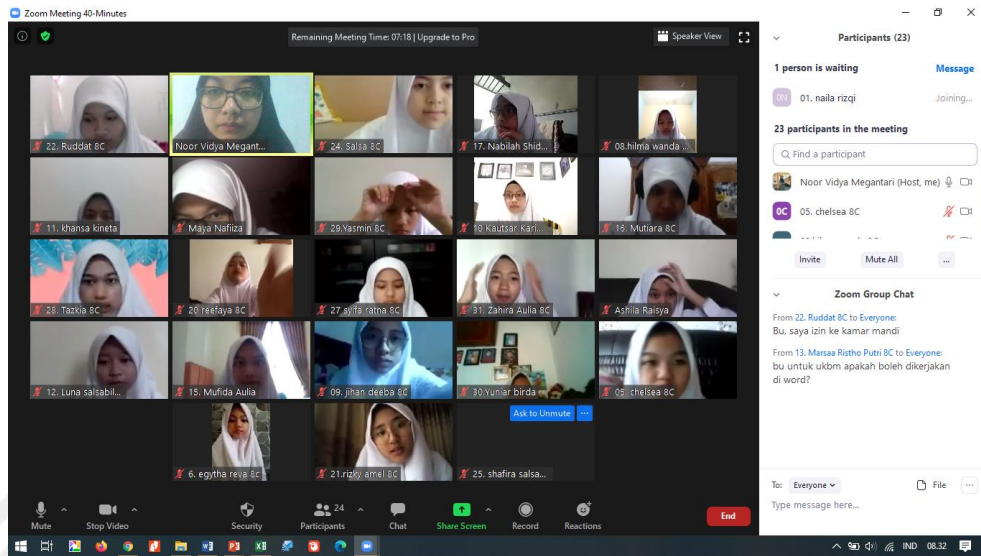 Zoom Meeting 40-Minutes
Remaining Meeting Time: 07:18 | Upgrade to Pro
Speaker View
22. Ruddat 8C
Noor Vidya Megant...
24. Salsa 8C
17. Nabilah Shid...
08.hilma wanda ...
11. khansa kineta
Maya Nafiiza
29.Yasmin 8C
10 Kautsar Kari...
16. Mutiara 8C
28. Tazkia 8C
20 reefaya 8C
27 syifa ratna 8C
31. Zahira Aulia 8C
Ashila Raisya
12. Luna salsabil...
15. Mufida Aulia
09. jihan deeba 8C
30.Yuniar birda
05. chelsea 8C
Ask to Unmute ...
6. egytha reva 8c
21.rizky amel 8C
25. shafira salsa...
Mute
Stop Video
Security
24
Participants
Chat
Share Screen
Record
Reactions
End
Participants (23)
1 person is waiting
Message
0N
01. naila rizqi
Joining...
23 participants in the meeting
Find a participant
Noor Vidya Megantari (Host, me)
0C
05. chelsea 8C
Invite
Mute All
...
Zoom Group Chat
From 22. Ruddat 8C to Everyone:
Bu, saya izin ke kamar mandi
From 13. Marsaa Ristho Putri 8C to Everyone:
bu untuk ukbm apakah boleh dikerjakan
di word?
To: Everyone
File
...
Type message here...
IND
08.32